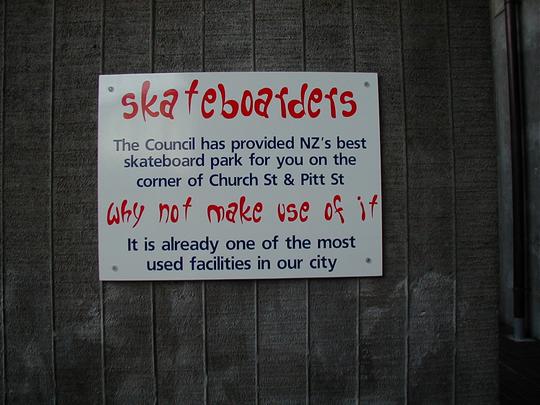 skateboarders
The Council has provided NZ's best
skateboard park for you on the
corner of Church St & Pitt St
why not make use of it
It is already one of the most
used facilities in our city